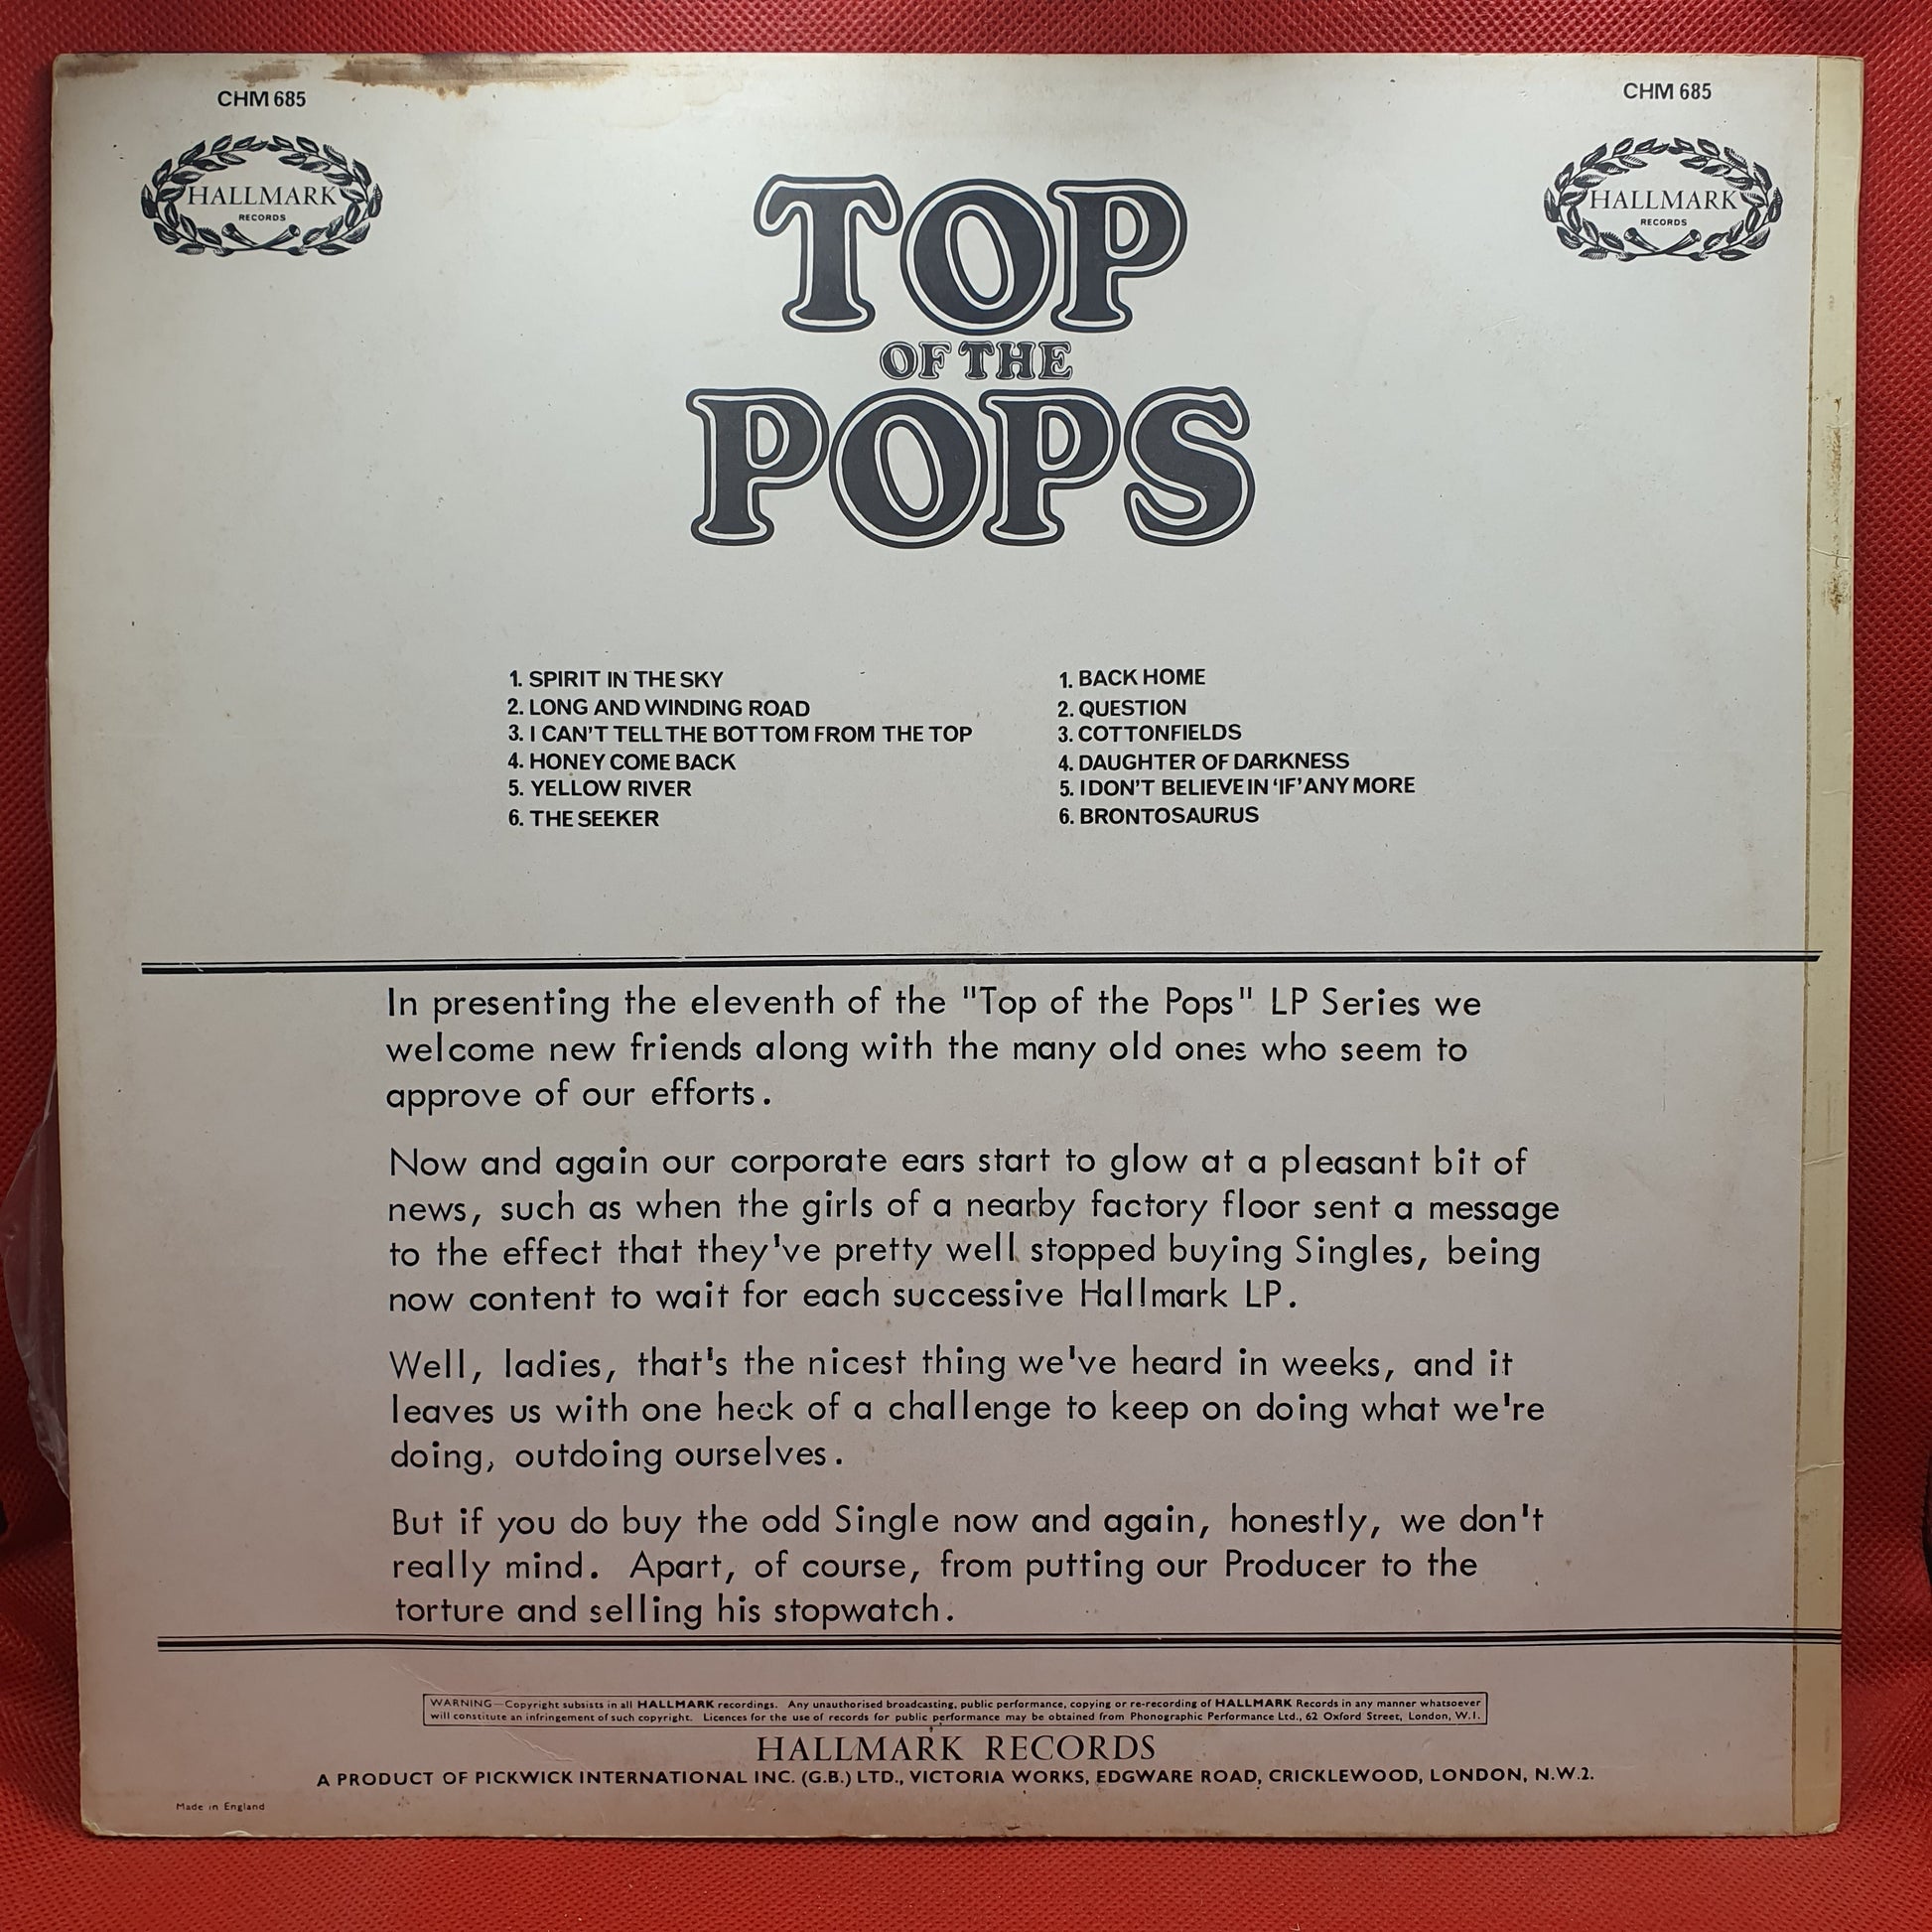 CHM 685
CHM 685
HALLMARK
RECORDS
HALLMARK
RECORDS
TOP
OF THE
POPS
1. SPIRIT IN THE SKY
2. LONG AND WINDING ROAD
3. I CAN'T TELL THE BOTTOM FROM THE TOP
4. HONEY COME BACK
5. YELLOW RIVER
6. THE SEEKER
1. BACK HOME
2. QUESTION
3. COTTONFIELDS
4. DAUGHTER OF DARKNESS
5. I DON'T BELIEVE IN 'IF' ANY MORE
6. BRONTOSAURUS
In presenting the eleventh of the "Top of the Pops" LP Series we
welcome new friends along with the many old ones who seem to
approve of our efforts.
Now and again our corporate ears start to glow at a pleasant bit of
news, such as when the girls of a nearby factory floor sent a message
to the effect that they've pretty well stopped buying Singles, being
now content to wait for each successive Hallmark LP.
Well, ladies, that's the nicest thing we've heard in weeks, and it
leaves us with one heck of a challenge to keep on doing what we're
doing, outdoing ourselves.
But if you do buy the odd Single now and again, honestly, we don't
really mind. Apart, of course, from putting our Producer to the
torture and selling his stopwatch.
WARNING—Copyright subsists in all HALLMARK recordings. Any unauthorised broadcasting, public performance, copying or re-recording of HALLMARK Records in any manner whatsoever
will constitute an infringement of such copyright. Licences for the use of records for public performance may be obtained from Phonographic Performance Ltd., 62 Oxford Street, London, W.1.
HALLMARK RECORDS
A PRODUCT OF PICKWICK INTERNATIONAL INC. (G.B.) LTD., VICTORIA WORKS, EDGWARE ROAD, CRICKLEWOOD, LONDON, N.W.2.
Made in England